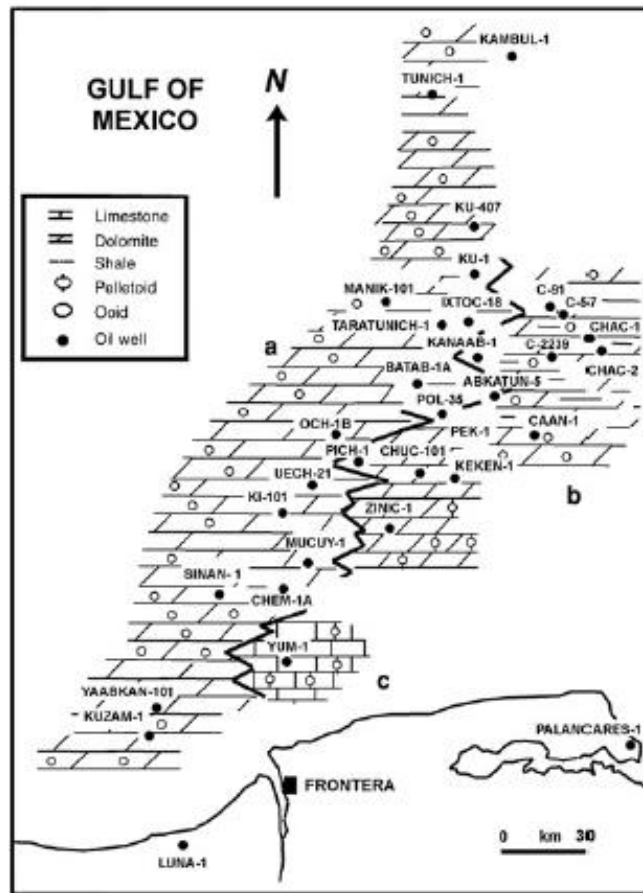 KAMBUL-1
GULF OF
MEXICO
N
TUNICH-1
Limestone
Dolomite
Shale
Pelletoid
Ooid
Oil well
KU-407
KU-1
MANIK-101
IXTOC-18
C-91
C-57
TARATUNICH-1
CHAC-1
a
KANAAB-1
C-2239
BATAB-1A
CHAC-2
ABKATUN-5
POL-35
OCH-1B
PEK-1
CAAN-1
PICH-1
CHUC-101
UECH-21
KEKEN-1
b
KI-101
ZINIC-1
MUCUY-1
SINAN- 1
CHEM-1A
YUM-1
c
YAABKAN-101
KUZAM-1
PALANCARES-1
FRONTERA
0 km 30
LUNA-1